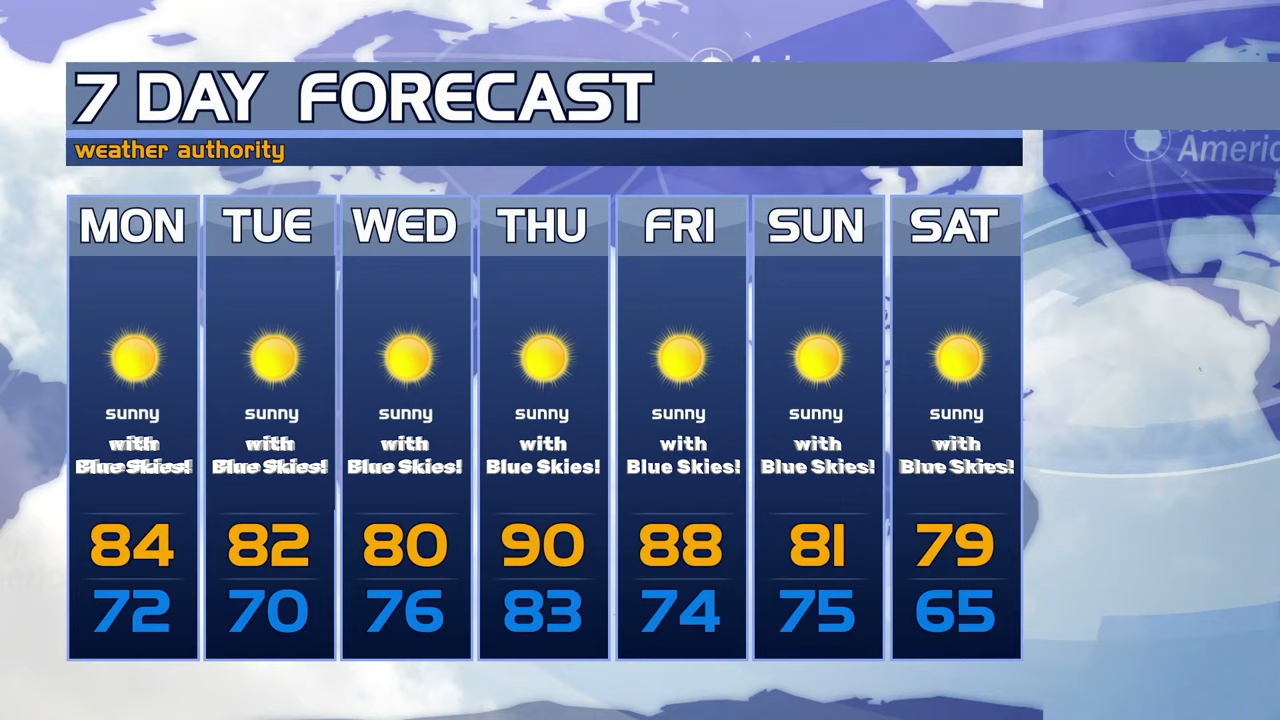 7 DAY FORECAST
weather authority
America
MON TUE WED THU FRI SUN SAT
sunny sunny sunny sunny sunny sunny sunny
with with with with with with with
Blue Skies! Blue Skies! Blue Skies! Blue Skies! Blue Skies! Blue Skies! Blue Skies!
84 82 80 90 88 81 79
72 70 76 83 74 75 65